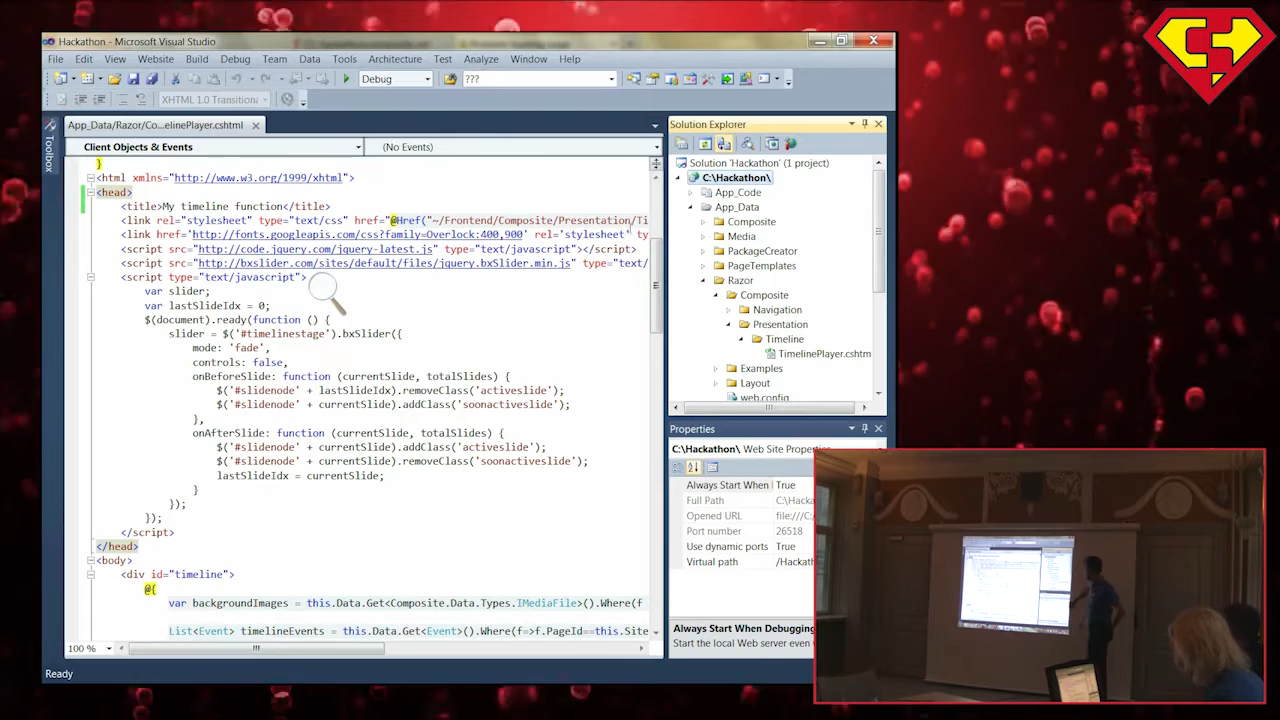 Hackathon - Microsoft Visual Studio
File Edit View Website Build Debug Team Data Tools Architecture Test Analyze Window Help
Debug ???
XHTML 1.0 Transitiona
App_Data/Razor/Co...elinePlayer.cshtml
Toolbox
Client Objects & Events (No Events)
}
<html xmlns="http://www.w3.org/1999/xhtml">
<head>
<title>My timeline function</title>
<link rel="stylesheet" type="text/css" href="@Href("~/Frontend/Composite/Presentation/Ti
<link href='http://fonts.googleapis.com/css?family=Overlock:400,900' rel='stylesheet' ty
<script src="http://code.jquery.com/jquery-latest.js" type="text/javascript"></script>
<script src="http://bxslider.com/sites/default/files/jquery.bxSlider.min.js" type="text/
<script type="text/javascript">
var slider;
var lastSlideIdx = 0;
$(document).ready(function () {
slider = $('#timelinestage').bxSlider({
mode: 'fade',
controls: false,
onBeforeSlide: function (currentSlide, totalSlides) {
$('#slidenode' + lastSlideIdx).removeClass('activeslide');
$('#slidenode' + currentSlide).addClass('soonactiveslide');
},
onAfterSlide: function (currentSlide, totalSlides) {
$('#slidenode' + currentSlide).addClass('activeslide');
$('#slidenode' + currentSlide).removeClass('soonactiveslide');
lastSlideIdx = currentSlide;
}
});
});
</script>
</head>
<body>
<div id="timeline">
@{
var backgroundImages = this.Data.Get<Composite.Data.Types.IMediaFile>().Where(f
List<Event> timelineEvents = this.Data.Get<Event>().Where(f=>f.PageId==this.Site
100 %
Ready
Solution Explorer
Solution 'Hackathon' (1 project)
C:\Hackathon\
App_Code
App_Data
Composite
Media
PackageCreator
PageTemplates
Razor
Composite
Navigation
Presentation
Timeline
TimelinePlayer.cshtm
Examples
Layout
web.config
Properties
C:\Hackathon\ Web Site Properties
Always Start When True
Full Path C:\Hacka
Opened URL file:///C:/
Port number 26518
Use dynamic ports True
Virtual path /Hackath
Always Start When Debugging
Start the local Web server even